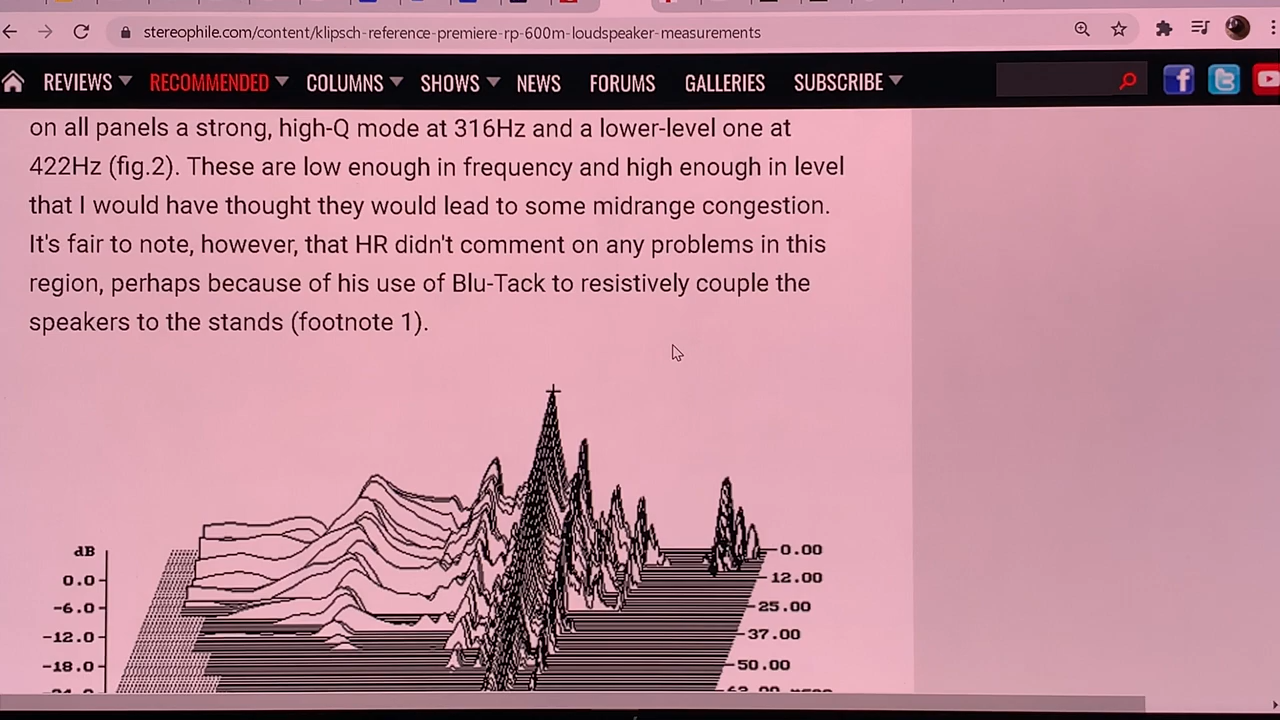 stereophile.com/content/klipsch-reference-premiere-rp-600m-loudspeaker-measurements
REVIEWS RECOMMENDED COLUMNS SHOWS NEWS FORUMS GALLERIES SUBSCRIBE
on all panels a strong, high-Q mode at 316Hz and a lower-level one at
422Hz (fig.2). These are low enough in frequency and high enough in level
that I would have thought they would lead to some midrange congestion.
It's fair to note, however, that HR didn't comment on any problems in this
region, perhaps because of his use of Blu-Tack to resistively couple the
speakers to the stands (footnote 1).
dB
0.0
-6.0
-12.0
-18.0
0.00
12.00
25.00
37.00
50.00